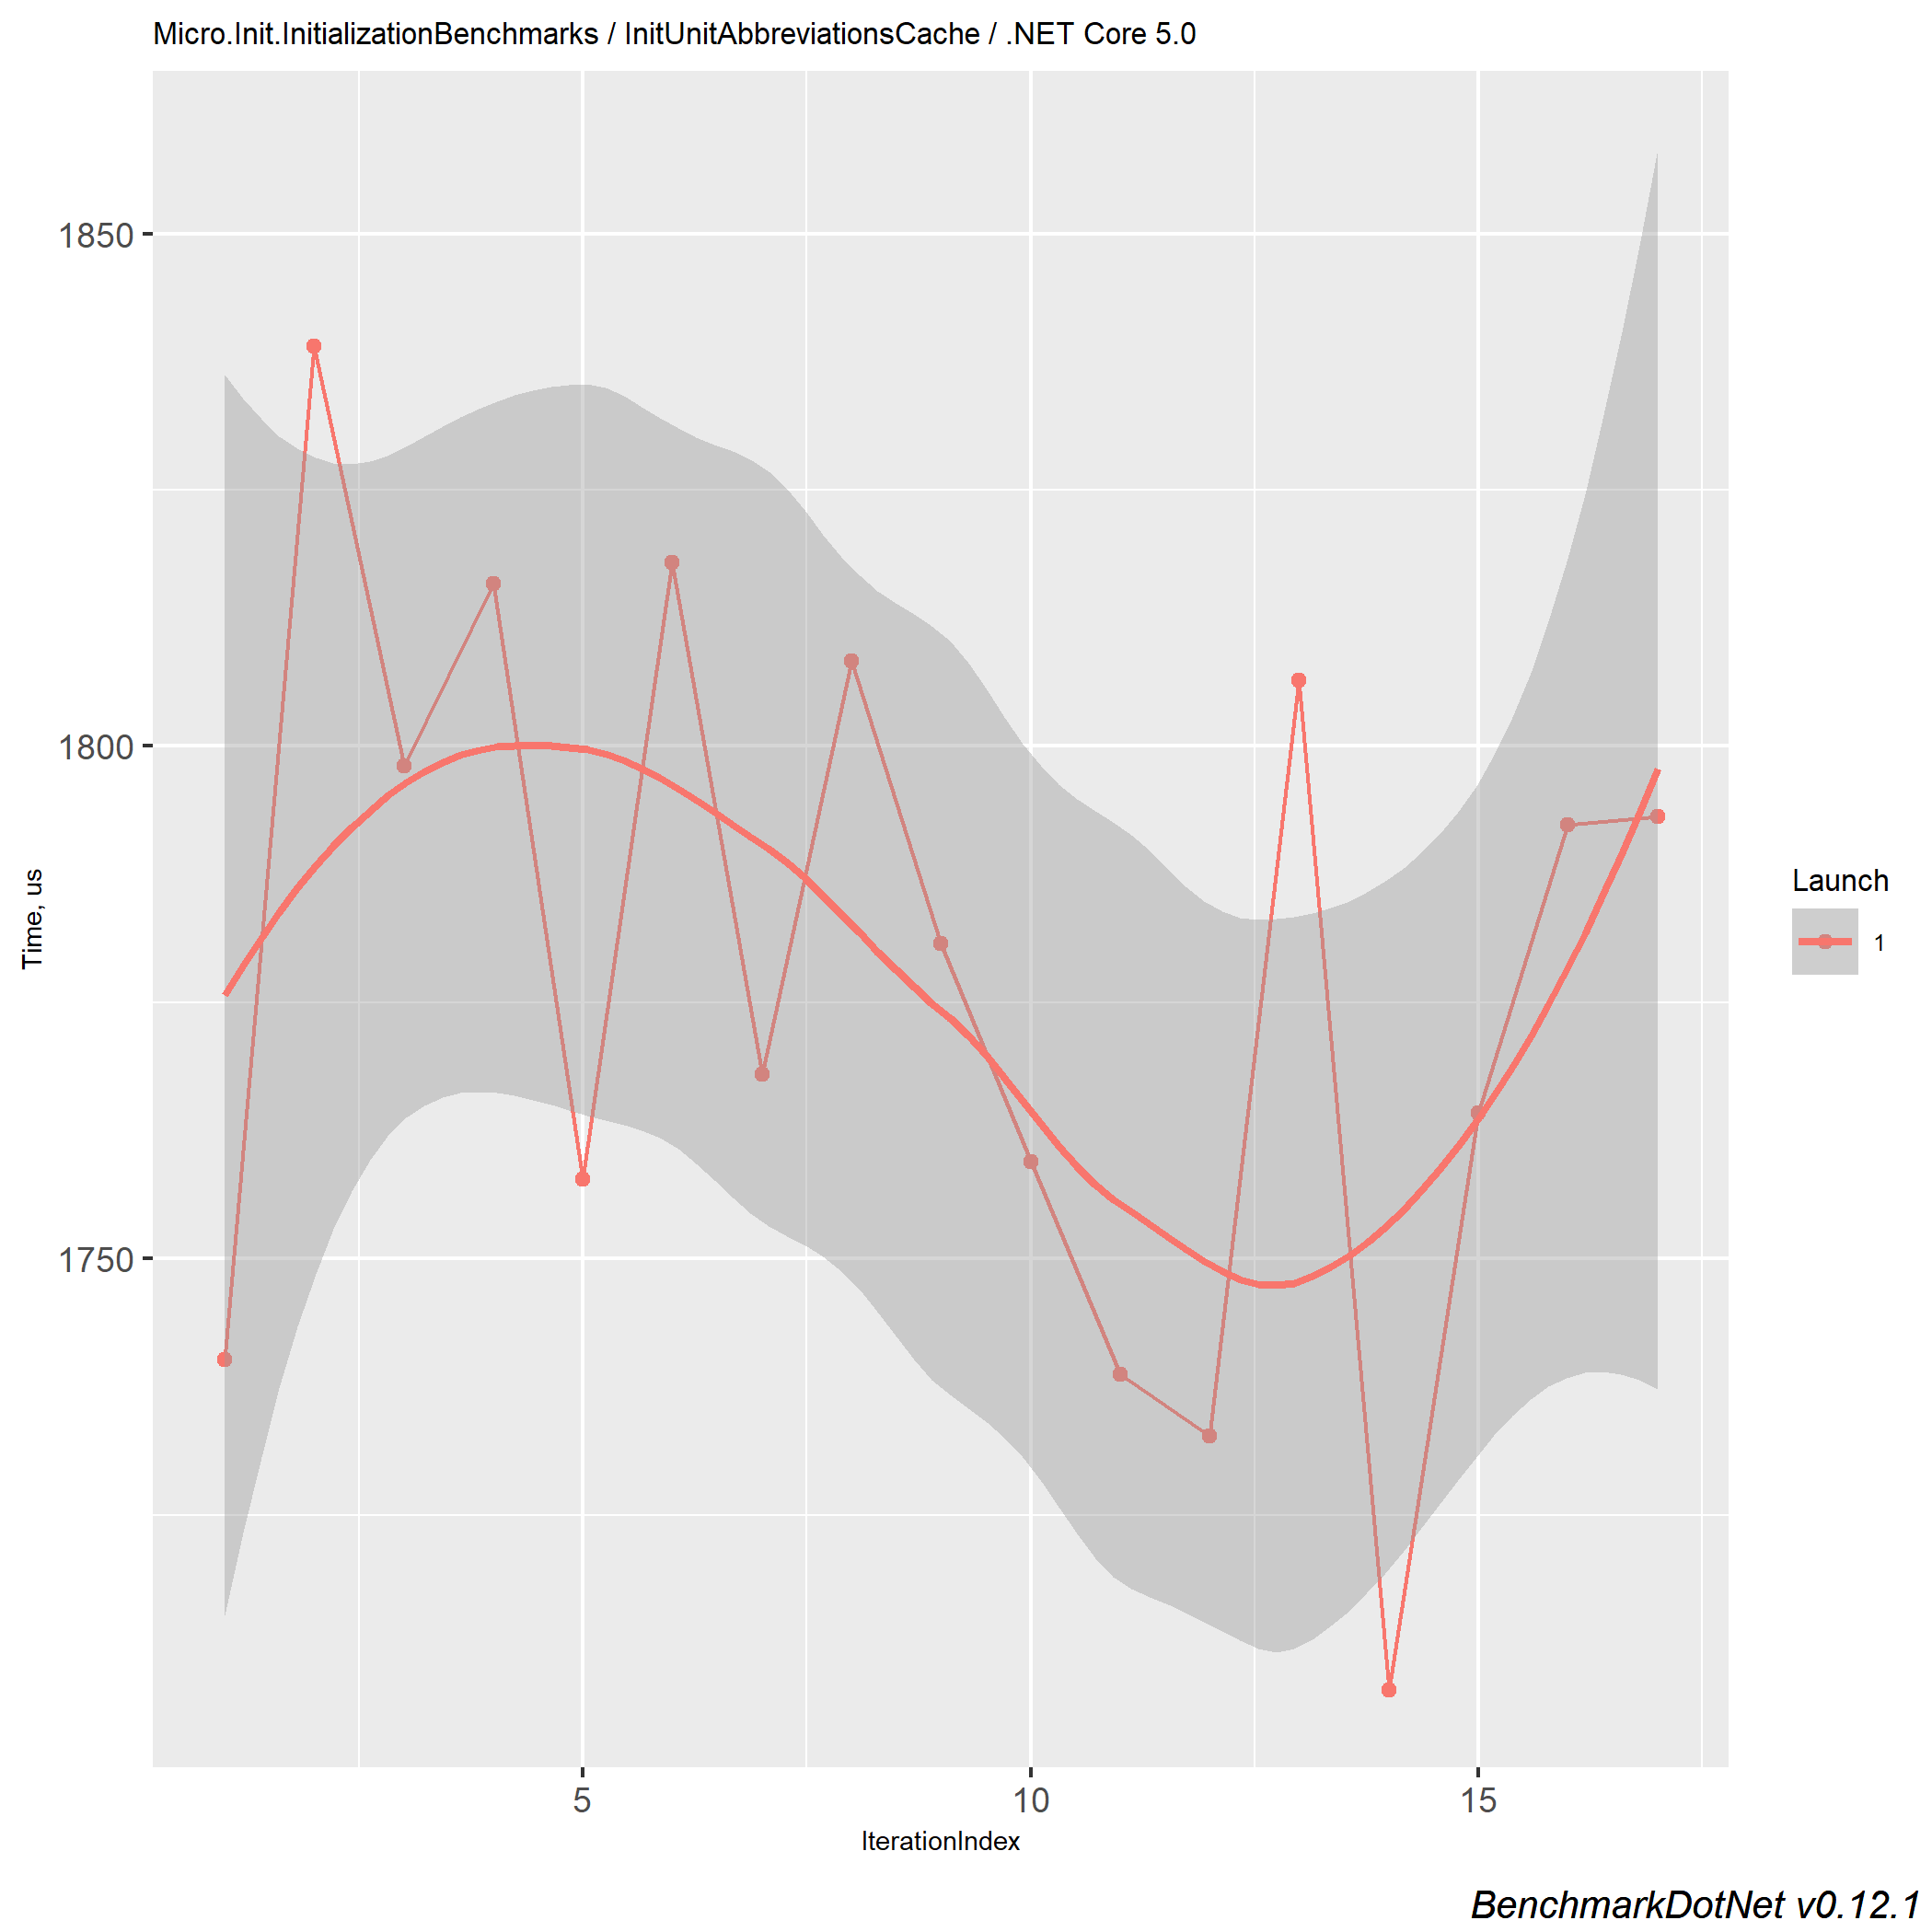 Micro.Init.InitializationBenchmarks / InitUnitAbbreviationsCache / .NET Core 5.0
1850
1800
1750
Time, us
5
10
15
IterationIndex
Launch
1
BenchmarkDotNet v0.12.1